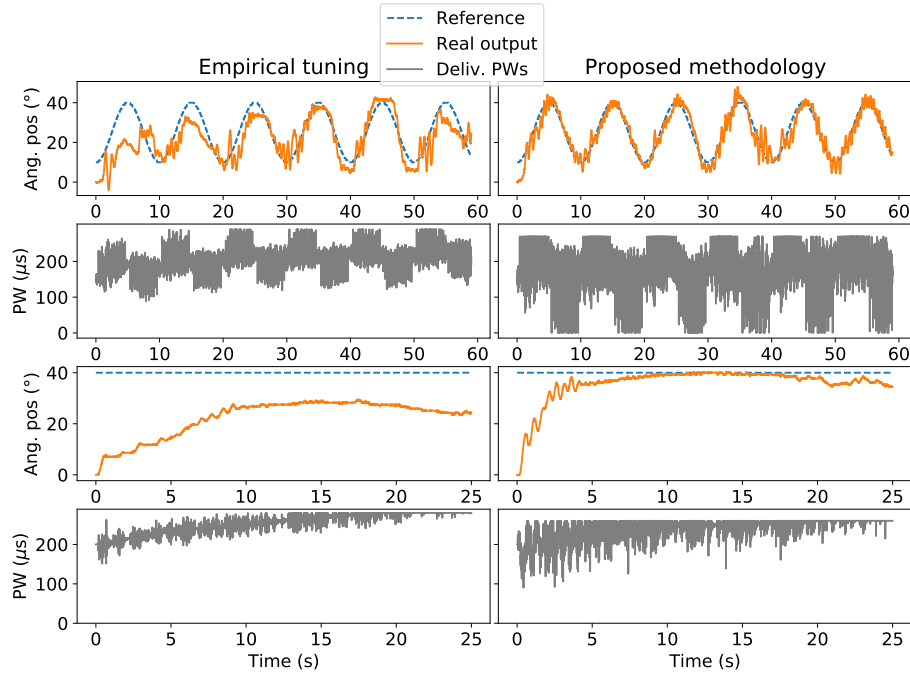 Reference
Real output
Deliv. PWs
Empirical tuning
Proposed methodology
Ang. pos (°)
40
20
0
0 10 20 30 40 50 60
0 10 20 30 40 50 60
PW (μs)
200
100
0
0 10 20 30 40 50 60
0 10 20 30 40 50 60
Ang. pos (°)
40
20
0
0 5 10 15 20 25
0 5 10 15 20 25
PW (μs)
200
100
0
0 5 10 15 20 25
0 5 10 15 20 25
Time (s)
Time (s)